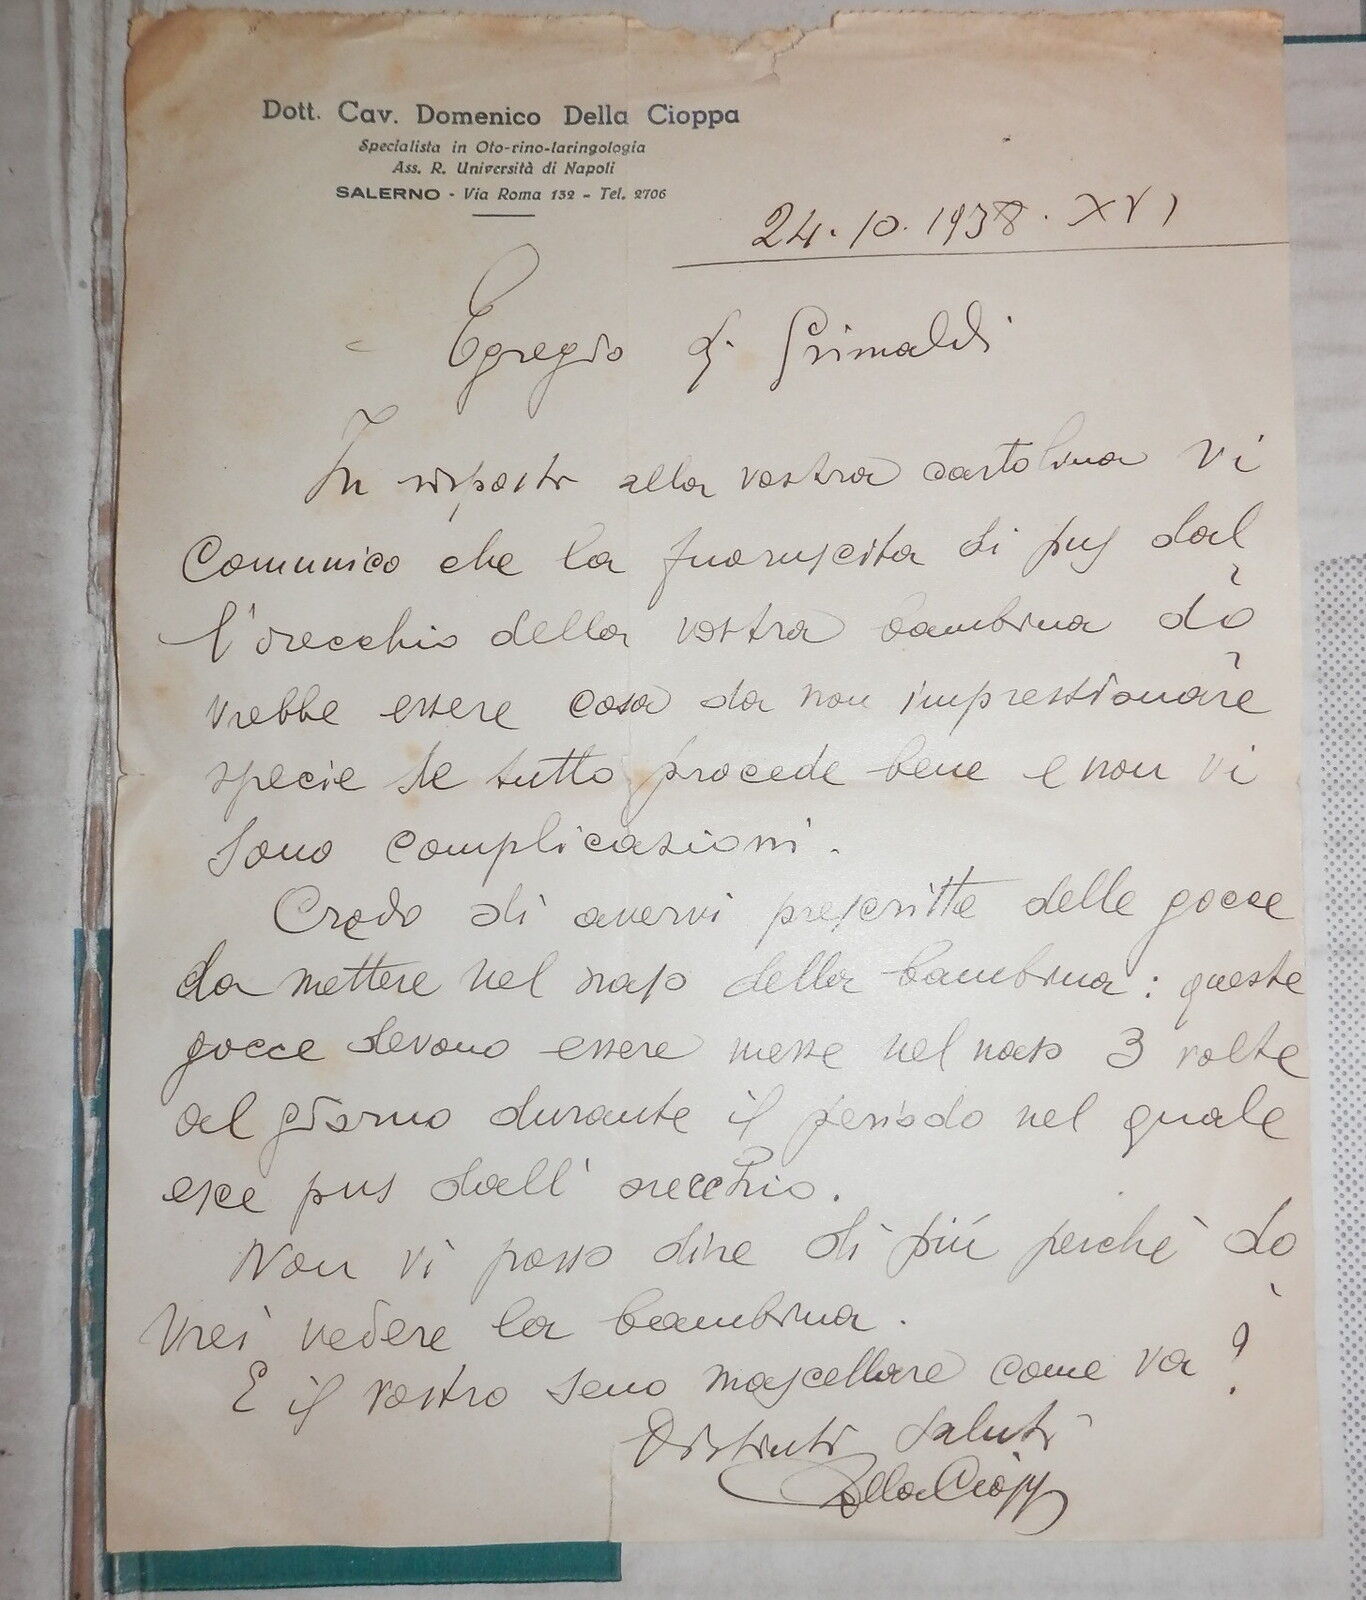 Dott. Cav. Domenico Della Cioppa
Specialista in Oto-rino-laringologia
Ass. R. Università di Napoli
SALERNO - Via Roma 132 - Tel. 2706
24.10.1938.XVI
Egregio S. Grimaldi
In risposta alla vostra cartolina vi
comunico che la fuoruscita di pus dal
l'orecchio della vostra bambina do
vrebbe essere cosa da non impressionare
specie se tutto procede bene e non vi
sono complicazioni.
Credo di avervi prescritte delle gocce
da mettere nel naso della bambina: queste
gocce devono essere messe nel naso 3 volte
al giorno durante il periodo nel quale
esce pus dall'orecchio.
Non vi posso dire di più perchè do
vrei vedere la bambina.
E il vostro seno mascellare come va?
Distinti saluti
Della Cioppa